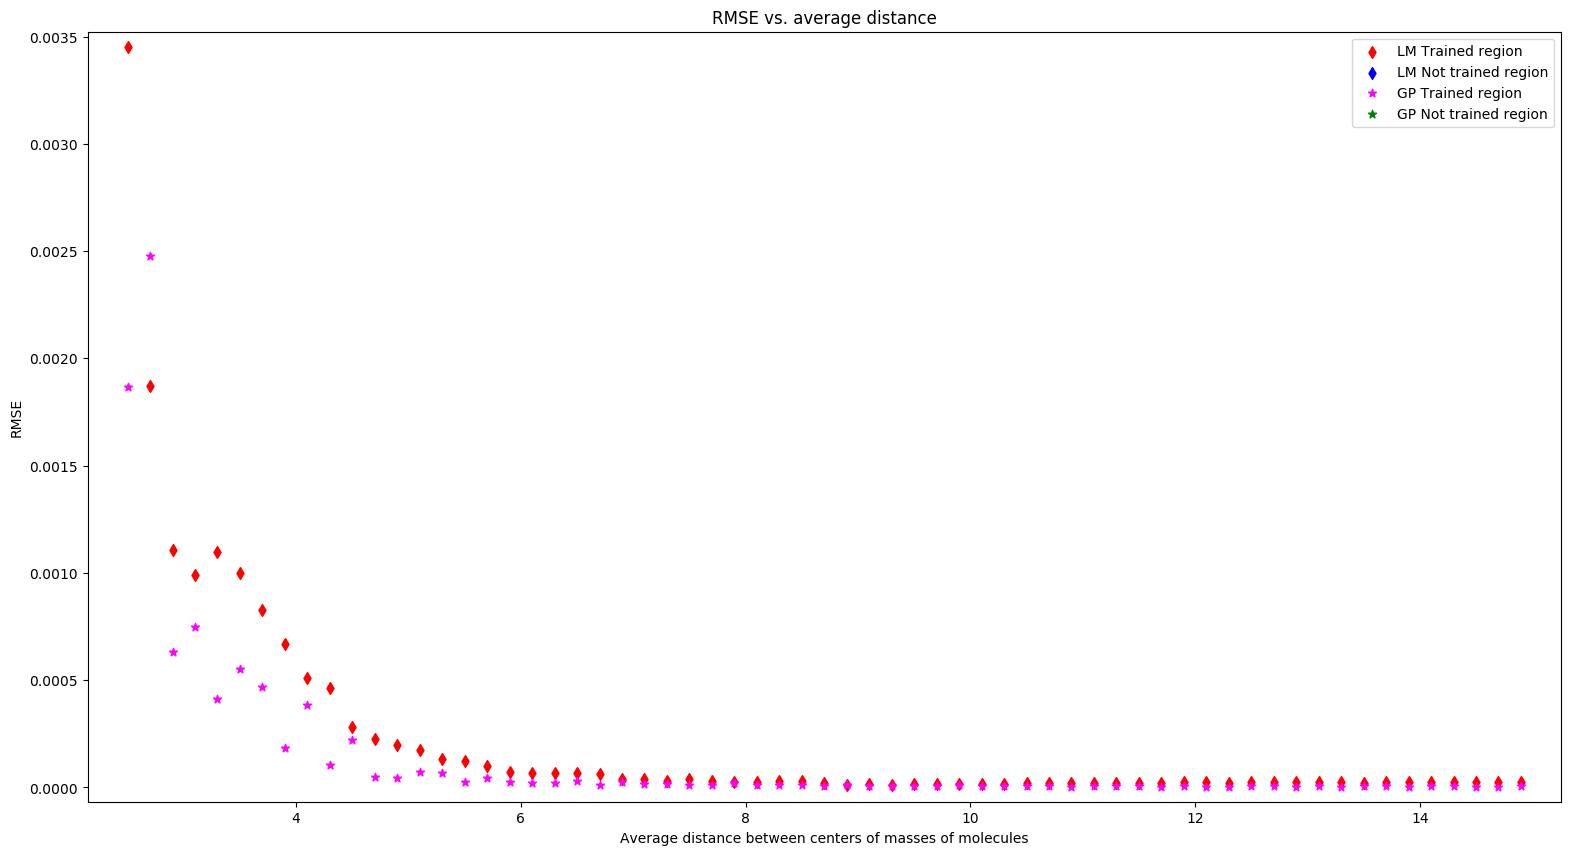 RMSE vs. average distance
LM Trained region
LM Not trained region
GP Trained region
GP Not trained region
RMSE
0.0035
0.0030
0.0025
0.0020
0.0015
0.0010
0.0005
0.0000
4 6 8 10 12 14
Average distance between centers of masses of molecules